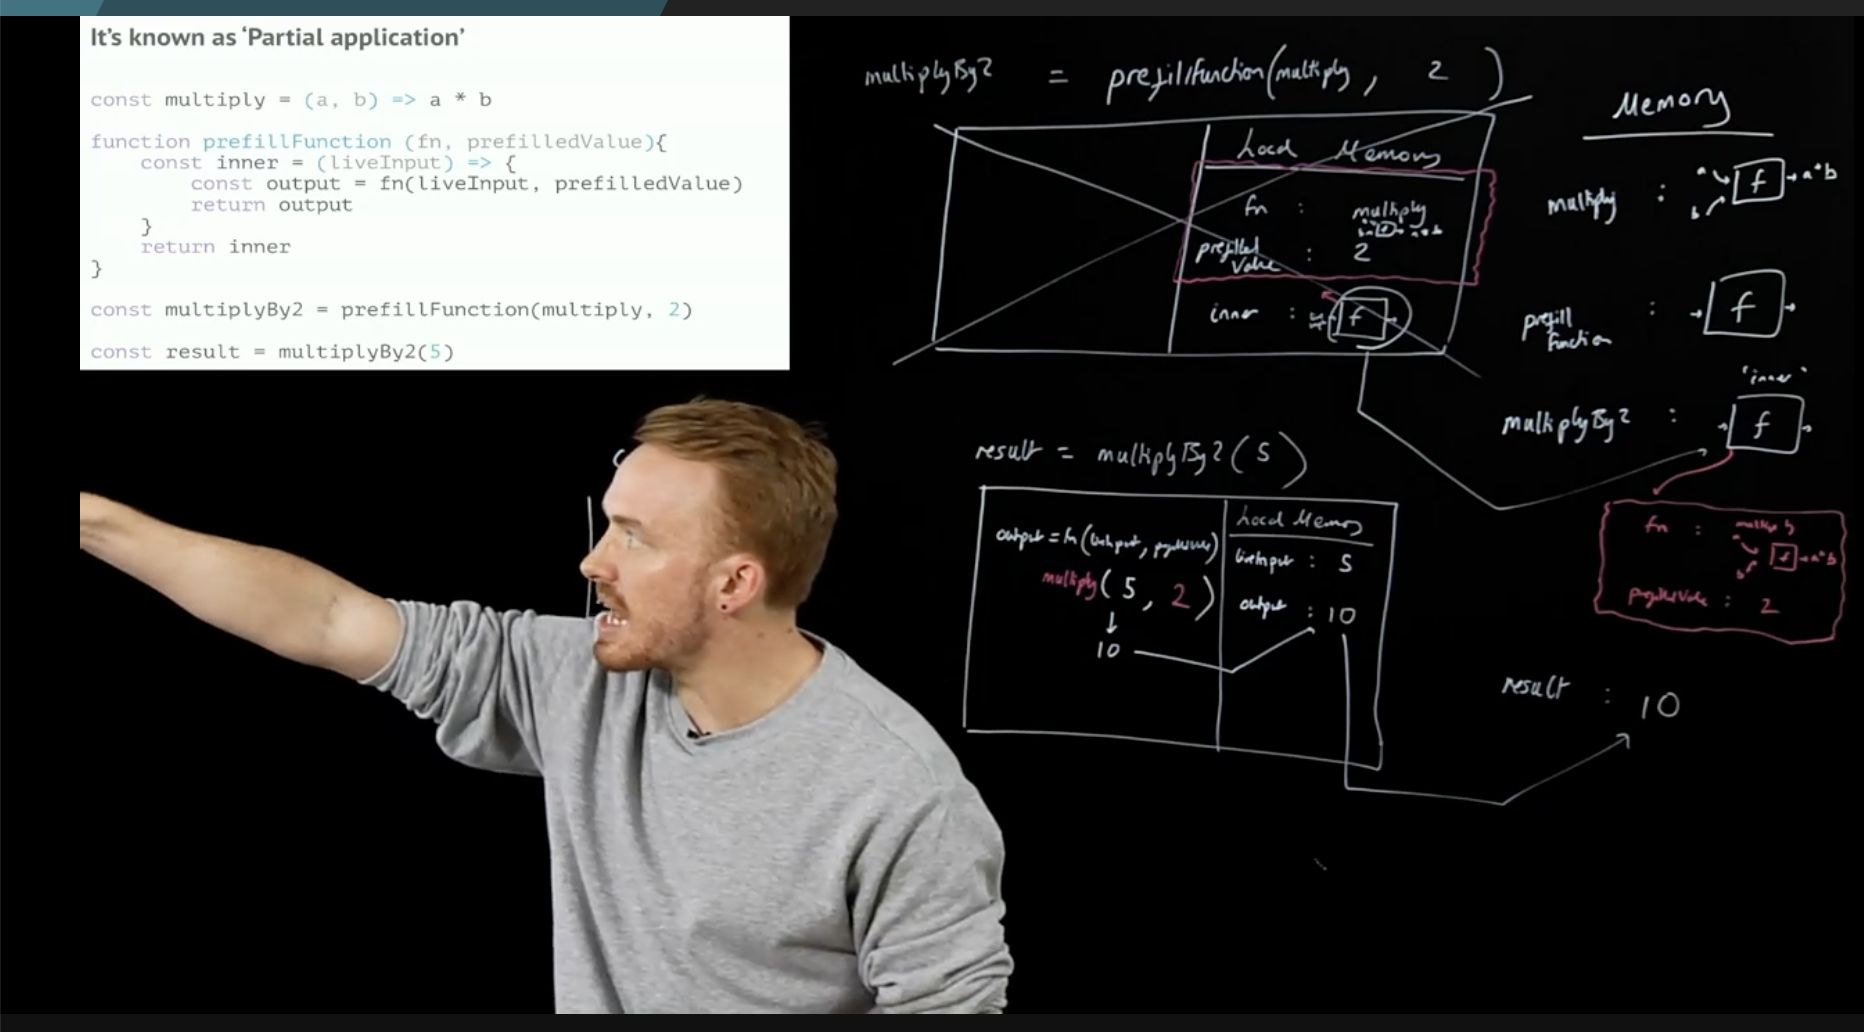 It's known as ‘Partial application’
const multiply = (a, b) => a * b
function prefillFunction (fn, prefilledValue){
const inner = (liveInput) => {
const output = fn(liveInput, prefilledValue)
return output
}
return inner
}
const multiplyBy2 = prefillFunction(multiply, 2)
const result = multiplyBy2(5)
multiplyBy2 = prefillFunction(multiply, 2)
Local Memory
fn : multiply
a b f a*b
prefilled Value : 2
inner : f
Memory
multiply : a b f a*b
prefill Function : f
"inner"
multiplyBy2 : f
fn : multiply
a b f a*b
prefilledValue : 2
result = multiplyBy2(5)
output = fn(liveInput, prefilledValue)
multiply(5, 2)
10
Local Memory
liveInput : 5
output : 10
result : 10